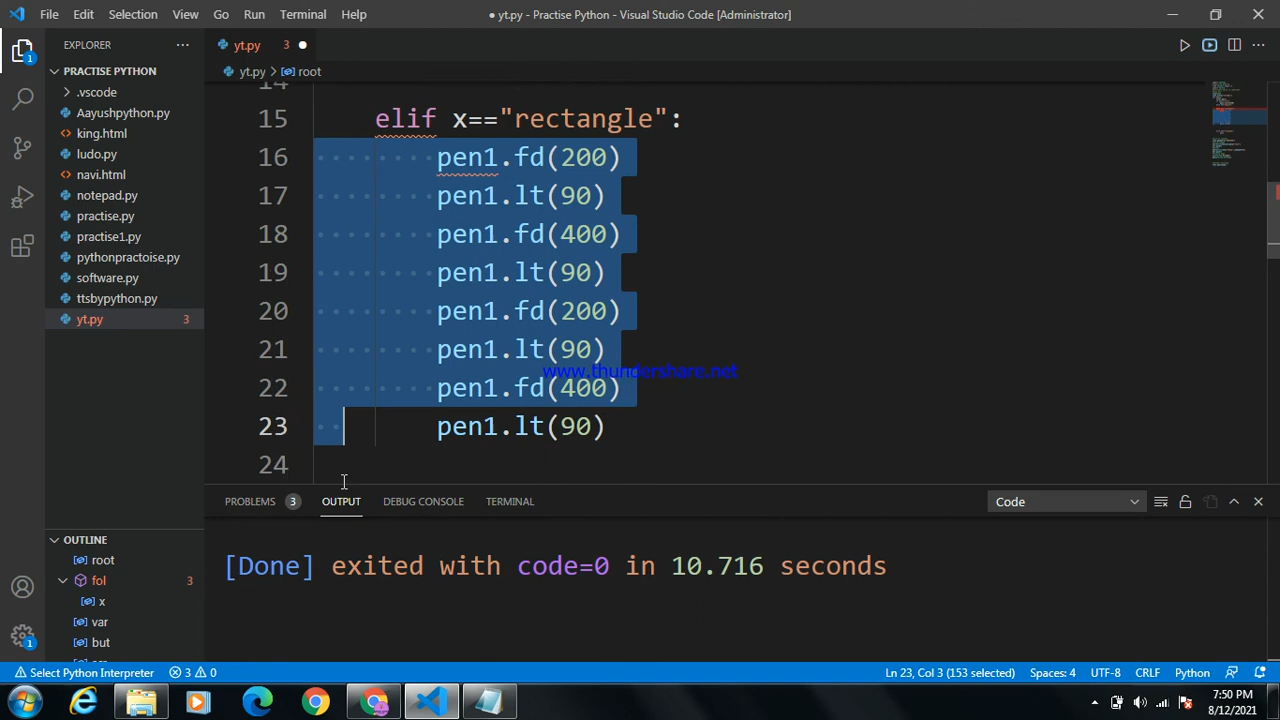 File Edit Selection View Go Run Terminal Help
● yt.py - Practise Python - Visual Studio Code [Administrator]
EXPLORER
yt.py 3
PRACTISE PYTHON
yt.py > root
.vscode
Aayushpython.py
king.html
ludo.py
navi.html
notepad.py
practise.py
practise1.py
pythonpractoise.py
software.py
ttsbypython.py
yt.py 3
OUTLINE
root
fol 3
x
var
but
14
15 elif x=="rectangle":
16 pen1.fd(200)
17 pen1.lt(90)
18 pen1.fd(400)
19 pen1.lt(90)
20 pen1.fd(200)
21 pen1.lt(90)
www.thundershare.net
22 pen1.fd(400)
23 pen1.lt(90)
24
PROBLEMS 3 OUTPUT DEBUG CONSOLE TERMINAL
Code
[Done] exited with code=0 in 10.716 seconds
1
1
Select Python Interpreter 3 0
Ln 23, Col 3 (153 selected) Spaces: 4 UTF-8 CRLF Python
7:50 PM
8/12/2021